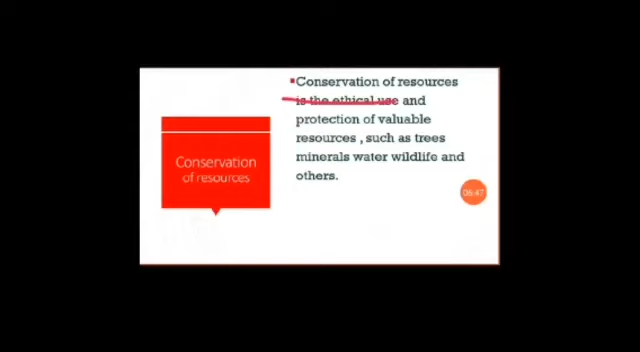 Conservation
of resources
Conservation of resources
is the ethical use and
protection of valuable
resources , such as trees
minerals water wildlife and
others.
06:47